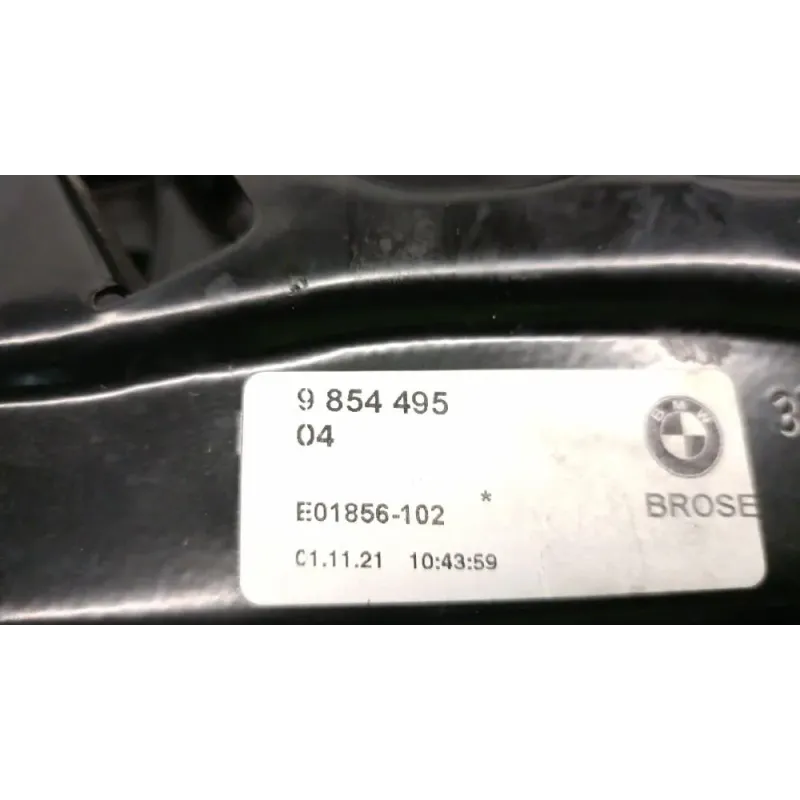 9 854 495
04
E01856-102 *
01.11.21 10:43:59
BMW
BROSE